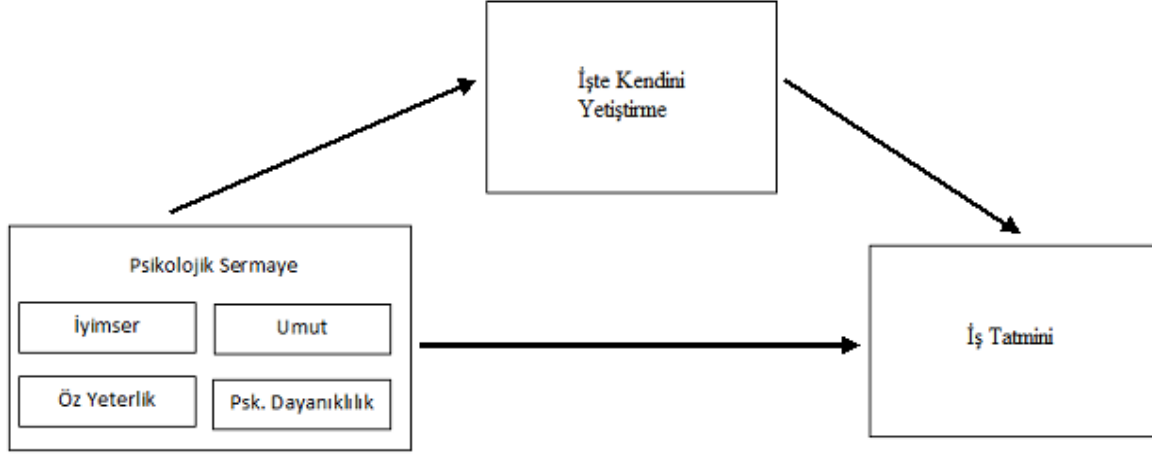 İşte Kendini
Yetiştirme
Psikolojik Sermaye
İyimser
Umut
Öz Yeterlik
Psk. Dayanıklılık
İş Tatmini